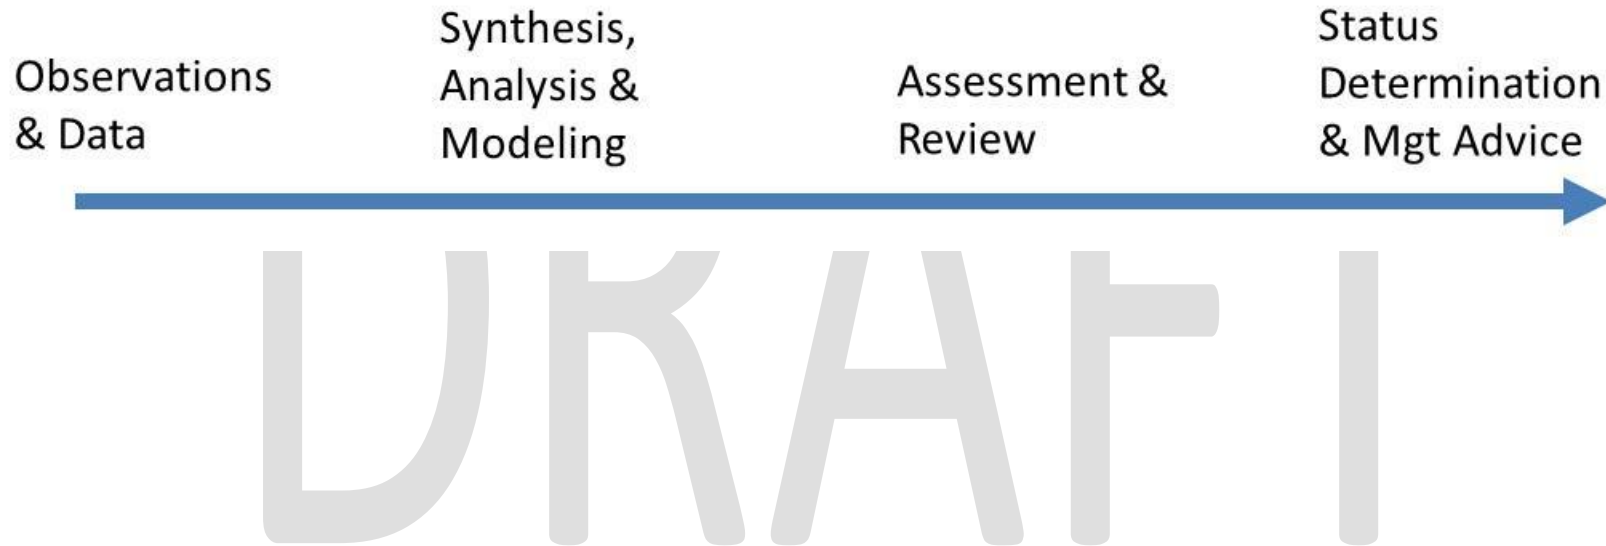 Observations
& Data
Synthesis,
Analysis &
Modeling
Assessment &
Review
Status
Determination
& Mgt Advice
DRAFT